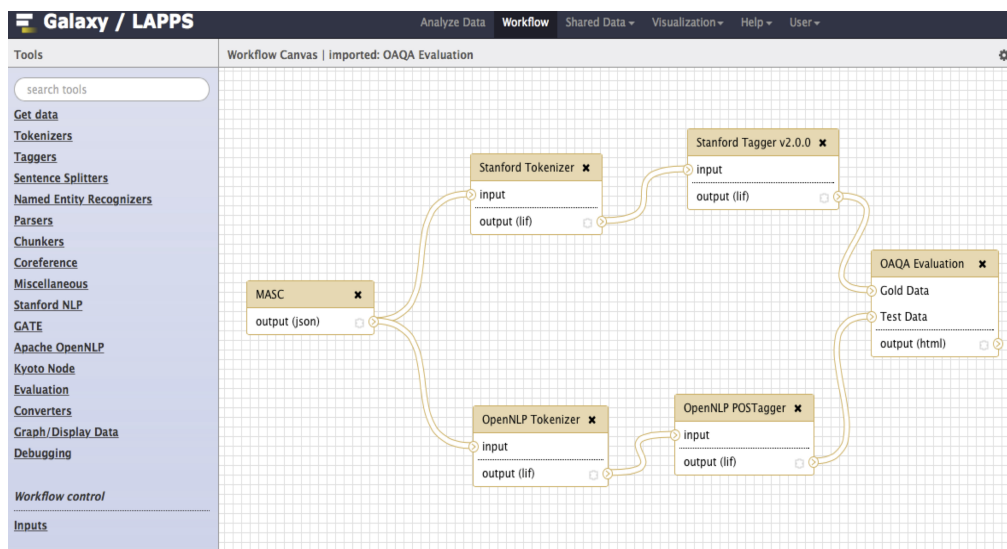 Galaxy / LAPPS
Analyze Data Workflow Shared Data Visualization Help User
Tools
Workflow Canvas | imported: OAQA Evaluation
search tools
Get data
Tokenizers
Taggers
Sentence Splitters
Named Entity Recognizers
Parsers
Chunkers
Coreference
Miscellaneous
Stanford NLP
GATE
Apache OpenNLP
Kyoto Node
Evaluation
Converters
Graph/Display Data
Debugging
Workflow control
Inputs
MASC
output (json)
Stanford Tokenizer
input
output (lif)
Stanford Tagger v2.0.0
input
output (lif)
OpenNLP Tokenizer
input
output (lif)
OpenNLP POSTagger
input
output (lif)
OAQA Evaluation
Gold Data
Test Data
output (html)